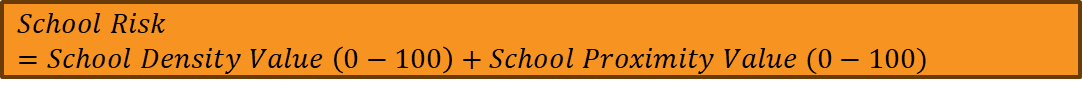 School Risk
= School Density Value (0 − 100) + School Proximity Value (0 − 100)